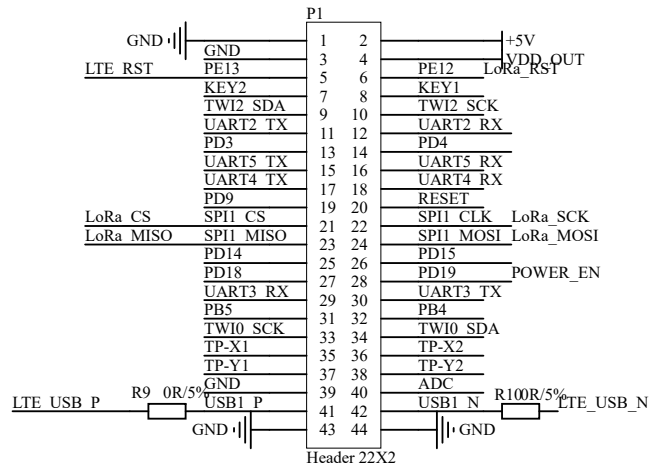 P1
GND 1 2 +5V
GND 3 4 VDD_OUT
LTE_RST PE13 5 6 PE12 LoRa_RST
KEY2 7 8 KEY1
TWI2_SDA 9 10 TWI2_SCK
UART2_TX 11 12 UART2_RX
PD3 13 14 PD4
UART5_TX 15 16 UART5_RX
UART4_TX 17 18 UART4_RX
PD9 19 20 RESET
LoRa_CS SPI1_CS 21 22 SPI1_CLK LoRa_SCK
LoRa_MISO SPI1_MISO 23 24 SPI1_MOSI LoRa_MOSI
PD14 25 26 PD15
PD18 27 28 PD19 POWER_EN
UART3_RX 29 30 UART3_TX
PB5 31 32 PB4
TWI0_SCK 33 34 TWI0_SDA
TP-X1 35 36 TP-X2
TP-Y1 37 38 TP-Y2
GND 39 40 ADC
R9 0R/5% R10 0R/5%
LTE_USB_P USB1_P 41 42 USB1_N LTE_USB_N
GND 43 44 GND
Header 22X2